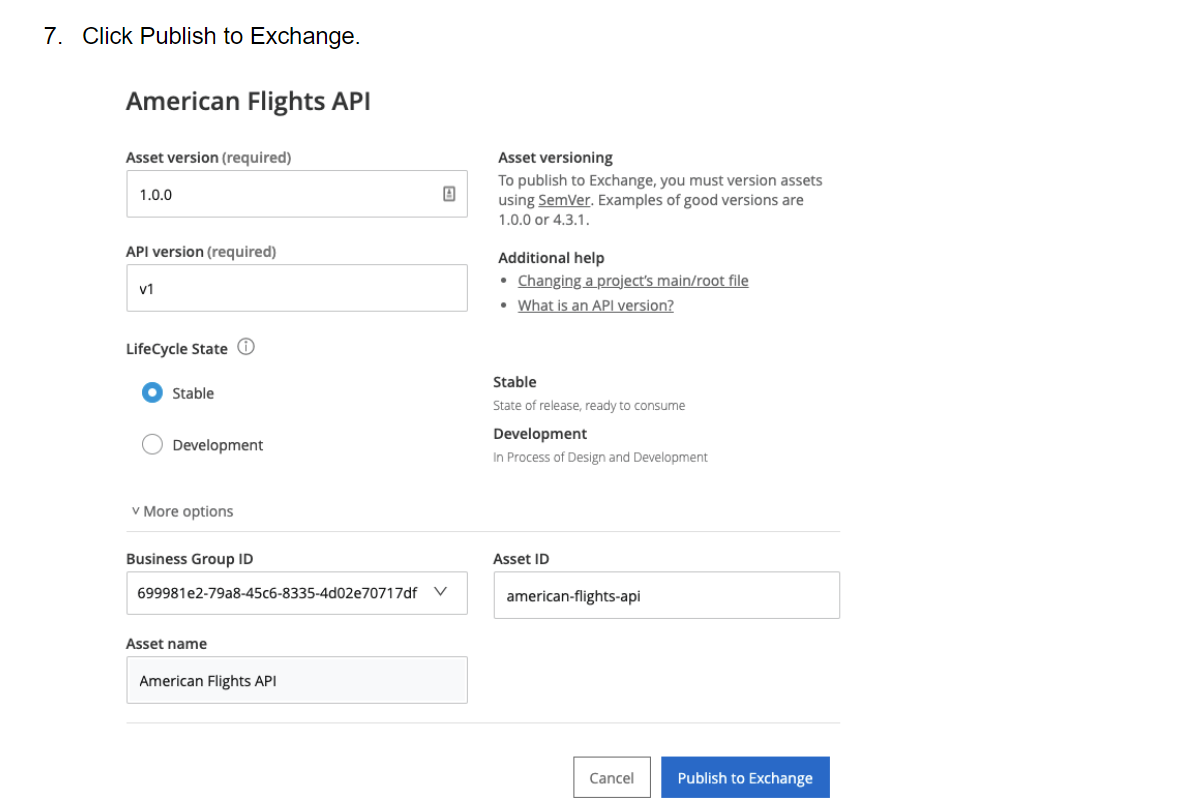 7. Click Publish to Exchange.
American Flights API
Asset version (required)
1.0.0
Asset versioning
To publish to Exchange, you must version assets
using SemVer. Examples of good versions are
1.0.0 or 4.3.1.
API version (required)
v1
Additional help
• Changing a project's main/root file
• What is an API version?
LifeCycle State
Stable
Development
Stable
State of release, ready to consume
Development
In Process of Design and Development
More options
Business Group ID
699981e2-79a8-45c6-8335-4d02e70717df
Asset ID
american-flights-api
Asset name
American Flights API
Cancel
Publish to Exchange